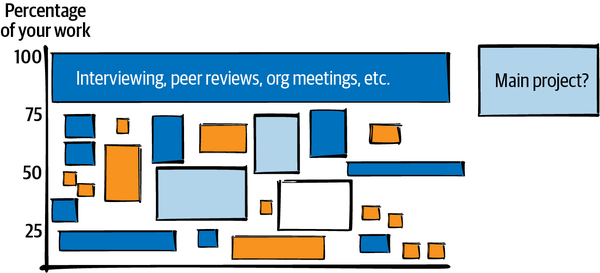 Percentage
of your work
100
Interviewing, peer reviews, org meetings, etc.
Main project?
75
50
25